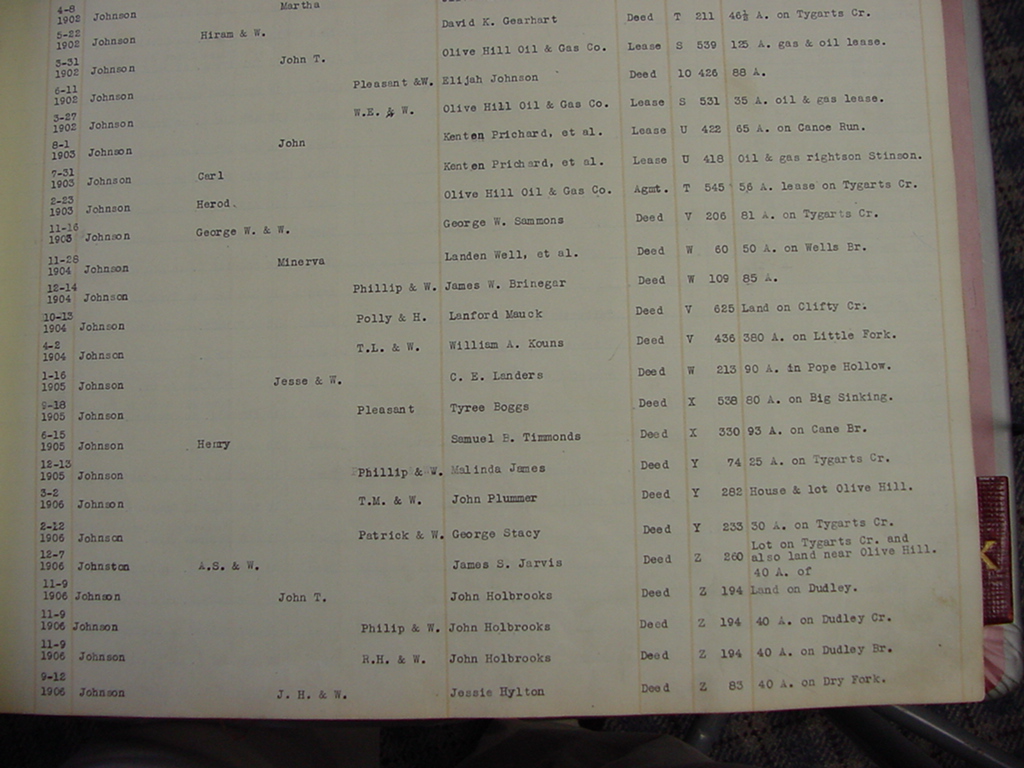 4-8 Martha
1902 Johnson David K. Gearhart Deed T 211 46½ A. on Tygarts Cr.
5-22 Hiram & W.
1902 Johnson Olive Hill Oil & Gas Co. Lease S 539 125 A. gas & oil lease.
3-31 John T.
1902 Johnson Elijah Johnson Deed 10 426 88 A.
6-11 Pleasant &W.
1902 Johnson Olive Hill Oil & Gas Co. Lease S 531 35 A. oil & gas lease.
3-27 W.E. & W.
1902 Johnson Kenten Prichard, et al. Lease U 422 65 A. on Canoe Run.
8-1 John
1903 Johnson Kenten Prichard, et al. Lease U 418 Oil & gas rightson Stinson.
7-31 Carl
1903 Johnson Olive Hill Oil & Gas Co. Agmt. T 545 56 A. lease on Tygarts Cr.
2-23 Herod.
1903 Johnson George W. Sammons Deed V 206 81 A. on Tygarts Cr.
11-16 George W. & W.
1903 Johnson Landen Well, et al. Deed W 60 50 A. on Wells Br.
11-28 Minerva
1904 Johnson James W. Brinegar Deed W 109 85 A.
12-14 Phillip & W.
1904 Johnson Lanford Mauck Deed V 625 Land on Clifty Cr.
10-13 Polly & H.
1904 Johnson William A. Kouns Deed V 436 380 A. on Little Fork.
4-2 T.L. & W.
1904 Johnson C. E. Landers Deed W 213 90 A. in Pope Hollow.
1-16 Jesse & W.
1905 Johnson Tyree Boggs Deed X 538 80 A. on Big Sinking.
9-18 Pleasant
1905 Johnson Samuel B. Timmonds Deed X 330 93 A. on Cane Br.
6-15 Henry
1905 Johnson Malinda James Deed Y 74 25 A. on Tygarts Cr.
12-13 Phillip & W.
1905 Johnson John Plummer Deed Y 282 House & lot Olive Hill.
3-2 T.M. & W.
1906 Johnson George Stacy Deed Y 233 30 A. on Tygarts Cr.
2-12 Patrick & W. Lot on Tygarts Cr. and
1906 Johnson James S. Jarvis Deed Z 260 also land near Olive Hill.
12-7 40 A. of
1906 Johnston A.S. & W. John Holbrooks Deed Z 194 Land on Dudley.
11-9
1906 Johnson John T. John Holbrooks Deed Z 194 40 A. on Dudley Cr.
11-9
1906 Johnson Philip & W. John Holbrooks Deed Z 194 40 A. on Dudley Br.
11-9
1906 Johnson R.H. & W. Jessie Hylton Deed Z 83 40 A. on Dry Fork.
9-12
1906 Johnson J. H. & W.